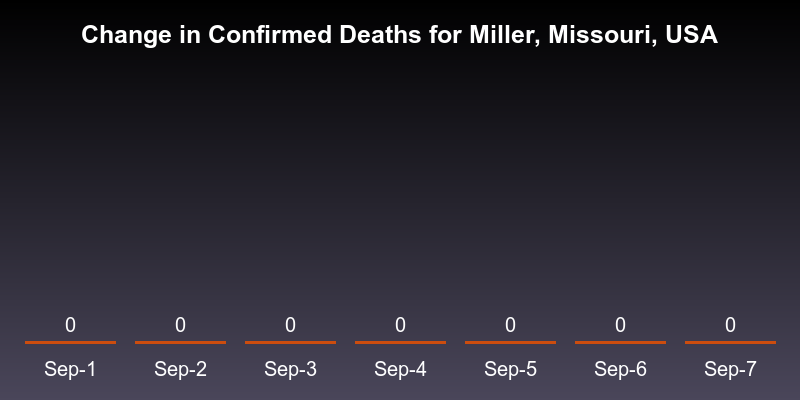 Change in Confirmed Deaths for Miller, Missouri, USA
0 0 0 0 0 0 0
Sep-1 Sep-2 Sep-3 Sep-4 Sep-5 Sep-6 Sep-7